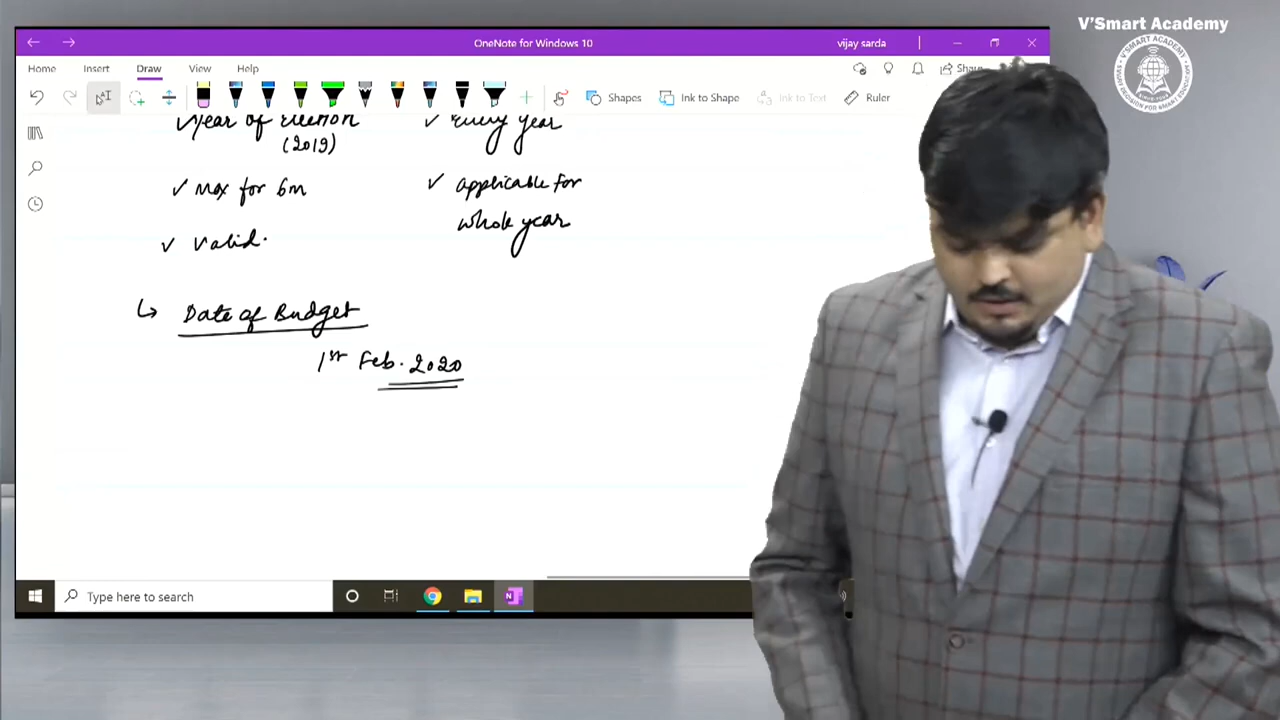 V'Smart Academy
OneNote for Windows 10
vijay sarda
Home Insert Draw View Help
Share
Shapes
Ink to Shape
Ink to Text
Ruler
✓ Year of Election
(2019)
✓ Max for 6m
✓ Valid.
✓ Every year
✓ applicable for
whole year
↳ Date of Budget
1st Feb. 2020
Type here to search